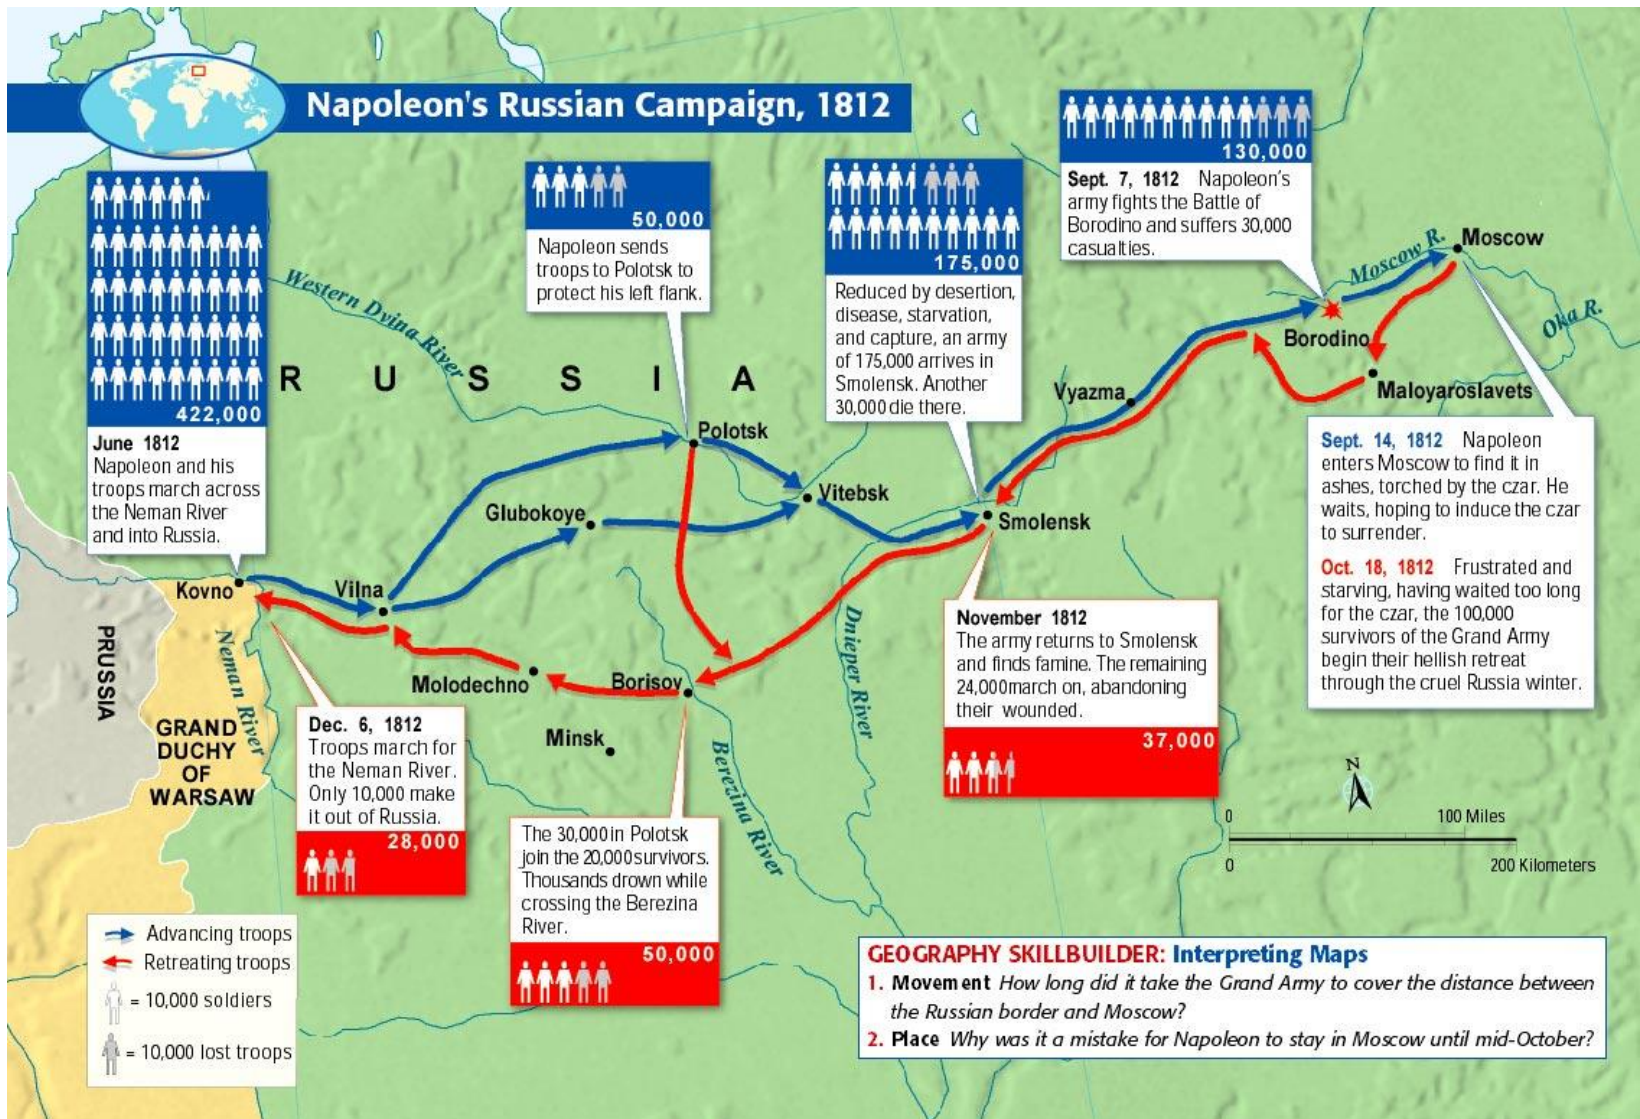 Napoleon's Russian Campaign, 1812
422,000
June 1812
Napoleon and his
troops march across
the Neman River
and into Russia.
50,000
Napoleon sends
troops to Polotsk to
protect his left flank.
175,000
Reduced by desertion,
disease, starvation,
and capture, an army
of 175,000 arrives in
Smolensk. Another
30,000 die there.
130,000
Sept. 7, 1812 Napoleon's
army fights the Battle of
Borodino and suffers 30,000
casualties.
Western Dvina River
RUSSIA
Moscow R.
Moscow
Oka R.
Borodino
Maloyaroslavets
Vyazma
Polotsk
Vitebsk
Glubokoye
Smolensk
Sept. 14, 1812 Napoleon
enters Moscow to find it in
ashes, torched by the czar. He
waits, hoping to induce the czar
to surrender.
Oct. 18, 1812 Frustrated and
starving, having waited too long
for the czar, the 100,000
survivors of the Grand Army
begin their hellish retreat
through the cruel Russia winter.
Kovno
Vilna
PRUSSIA
Neman River
Molodechno
Borisov
Minsk
Berezina River
Dnieper River
GRAND
DUCHY
OF
WARSAW
November 1812
The army returns to Smolensk
and finds famine. The remaining
24,000 march on, abandoning
their wounded.
37,000
Dec. 6, 1812
Troops march for
the Neman River.
Only 10,000 make
it out of Russia.
28,000
The 30,000 in Polotsk
join the 20,000 survivors.
Thousands drown while
crossing the Berezina
River.
50,000
N
0 100 Miles
0 200 Kilometers
Advancing troops
Retreating troops
= 10,000 soldiers
= 10,000 lost troops
GEOGRAPHY SKILLBUILDER: Interpreting Maps
1. Movement How long did it take the Grand Army to cover the distance between
the Russian border and Moscow?
2. Place Why was it a mistake for Napoleon to stay in Moscow until mid-October?